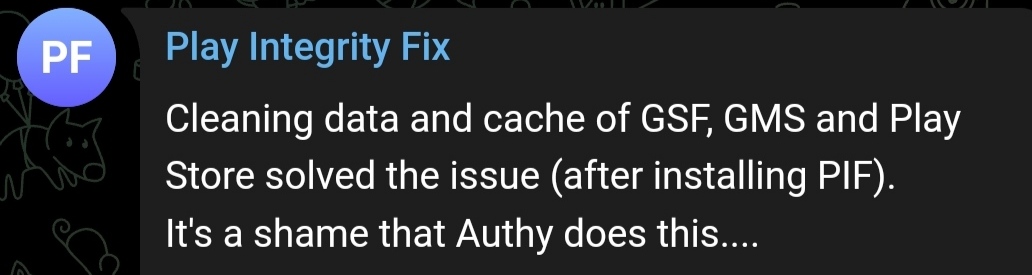 PF
Play Integrity Fix
Cleaning data and cache of GSF, GMS and Play
Store solved the issue (after installing PIF).
It's a shame that Authy does this....